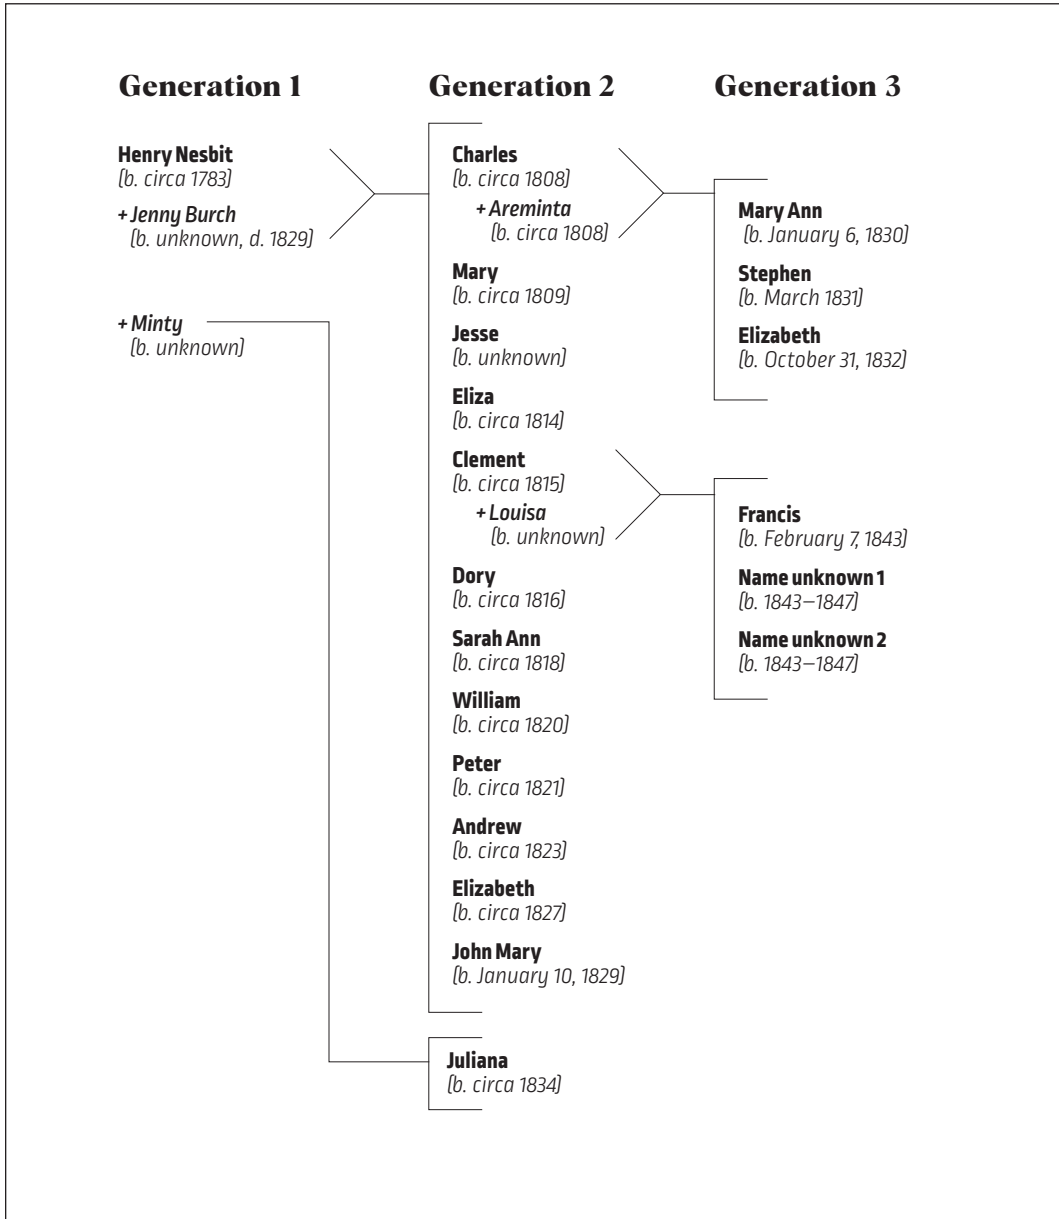 Generation 1
Generation 2
Generation 3
Henry Nesbit
(b. circa 1783)
+ Jenny Burch
(b. unknown, d. 1829)
+ Minty
(b. unknown)
Charles
(b. circa 1808)
+ Areminta
(b. circa 1808)
Mary
(b. circa 1809)
Jesse
(b. unknown)
Eliza
(b. circa 1814)
Clement
(b. circa 1815)
+ Louisa
(b. unknown)
Dory
(b. circa 1816)
Sarah Ann
(b. circa 1818)
William
(b. circa 1820)
Peter
(b. circa 1821)
Andrew
(b. circa 1823)
Elizabeth
(b. circa 1827)
John Mary
(b. January 10, 1829)
Juliana
(b. circa 1834)
Mary Ann
(b. January 6, 1830)
Stephen
(b. March 1831)
Elizabeth
(b. October 31, 1832)
Francis
(b. February 7, 1843)
Name unknown 1
(b. 1843–1847)
Name unknown 2
(b. 1843–1847)